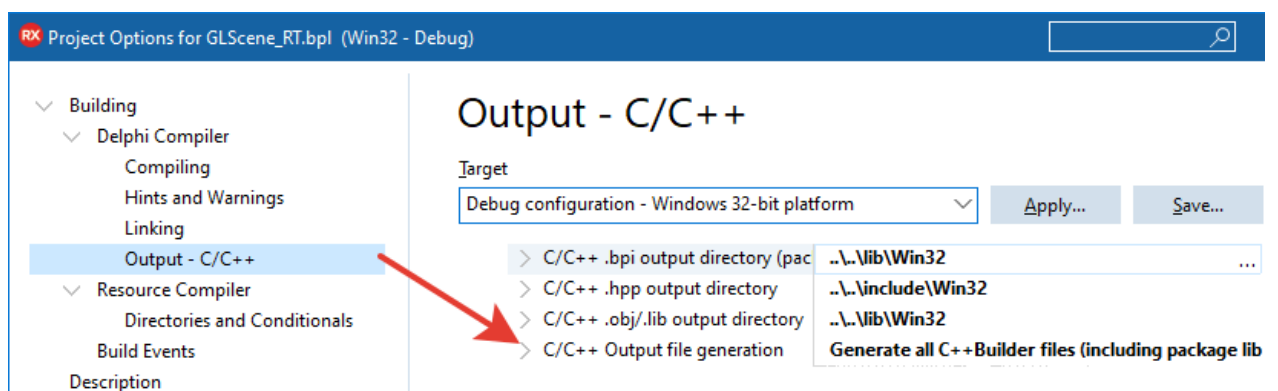 RX Project Options for GLScene_RT.bpl (Win32 - Debug)
Building
Delphi Compiler
Compiling
Hints and Warnings
Linking
Output - C/C++
Resource Compiler
Directories and Conditionals
Build Events
Description
Output - C/C++
Target
Debug configuration - Windows 32-bit platform
Apply...
Save...
C/C++ .bpi output directory (pac ..\..\lib\Win32 ...
C/C++ .hpp output directory ..\..\include\Win32
C/C++ .obj/.lib output directory ..\..\lib\Win32
C/C++ Output file generation Generate all C++Builder files (including package lib